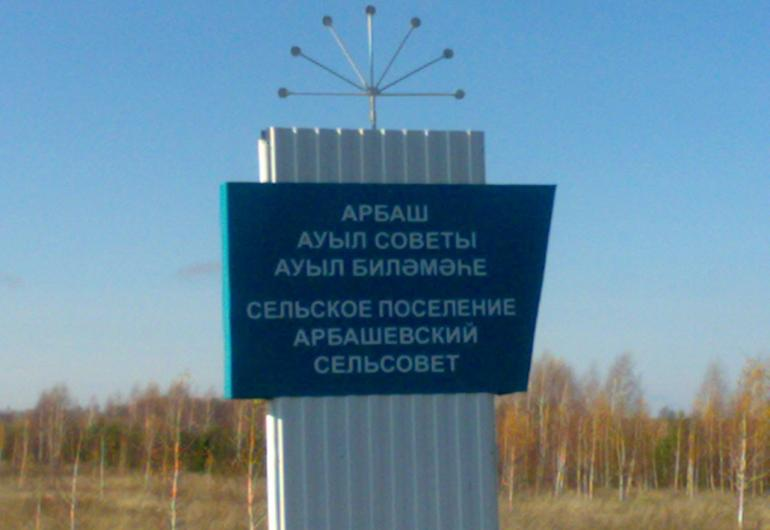 АРБАШ
АУЫЛ СОВЕТЫ
АУЫЛ БИЛӘМӘҺЕ
СЕЛЬСКОЕ ПОСЕЛЕНИЕ
АРБАШЕВСКИЙ
СЕЛЬСОВЕТ